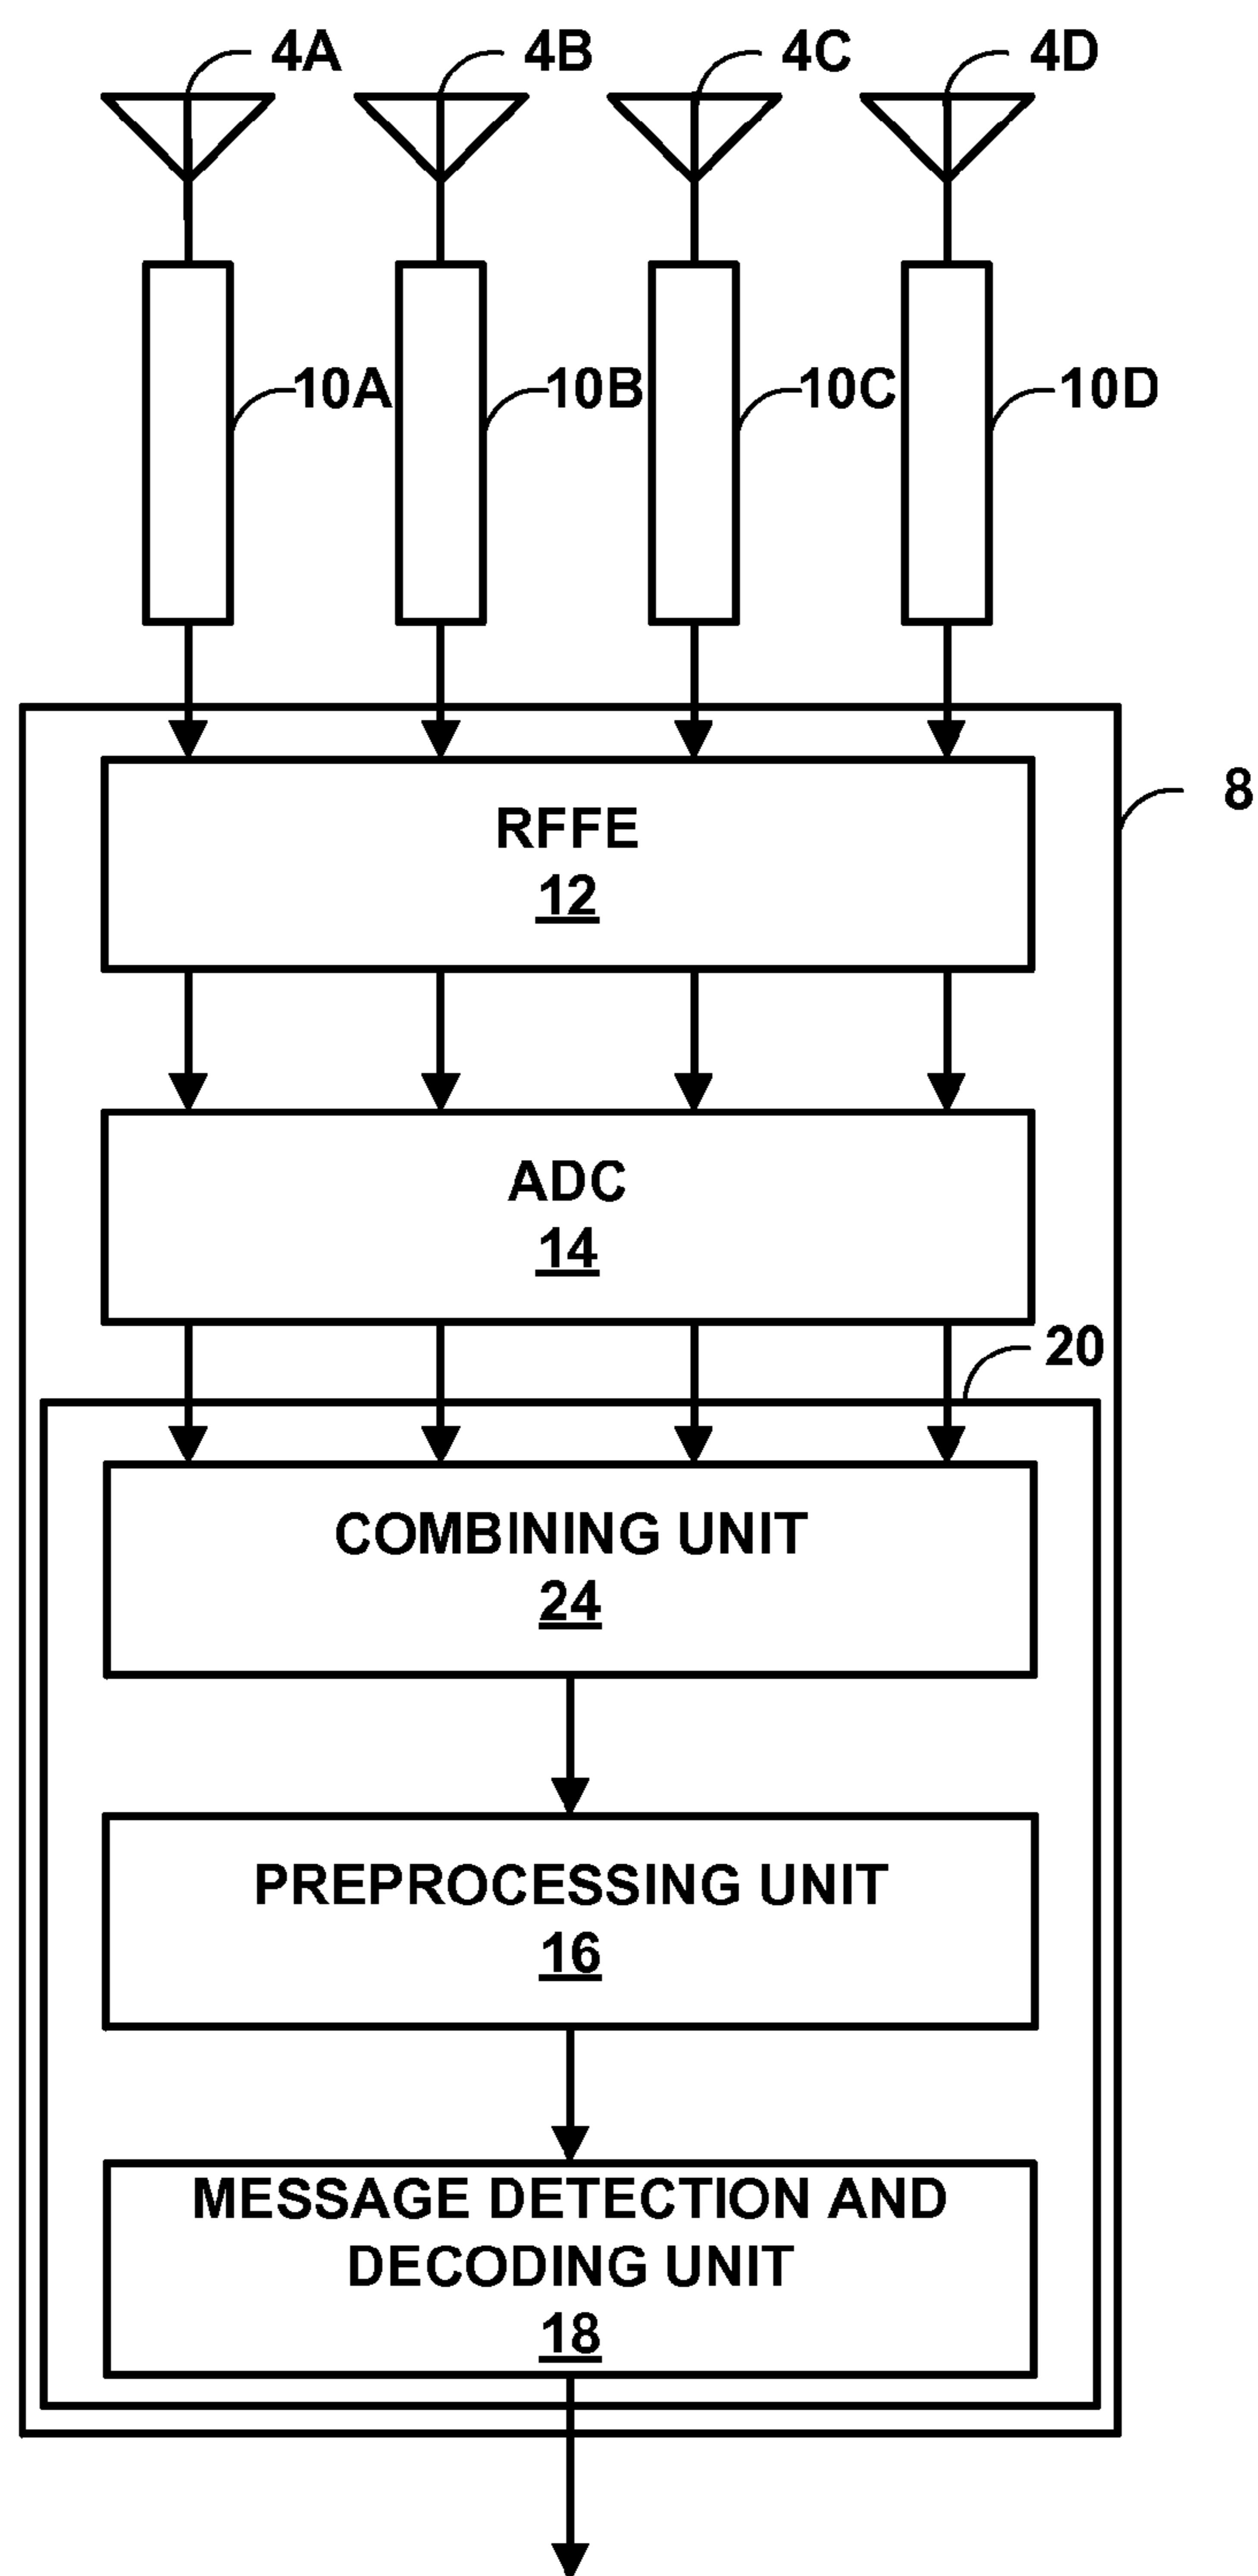 4A 4B 4C 4D
10A 10B 10C 10D
8
RFFE
12
ADC
14
20
COMBINING UNIT
24
PREPROCESSING UNIT
16
MESSAGE DETECTION AND
DECODING UNIT
18